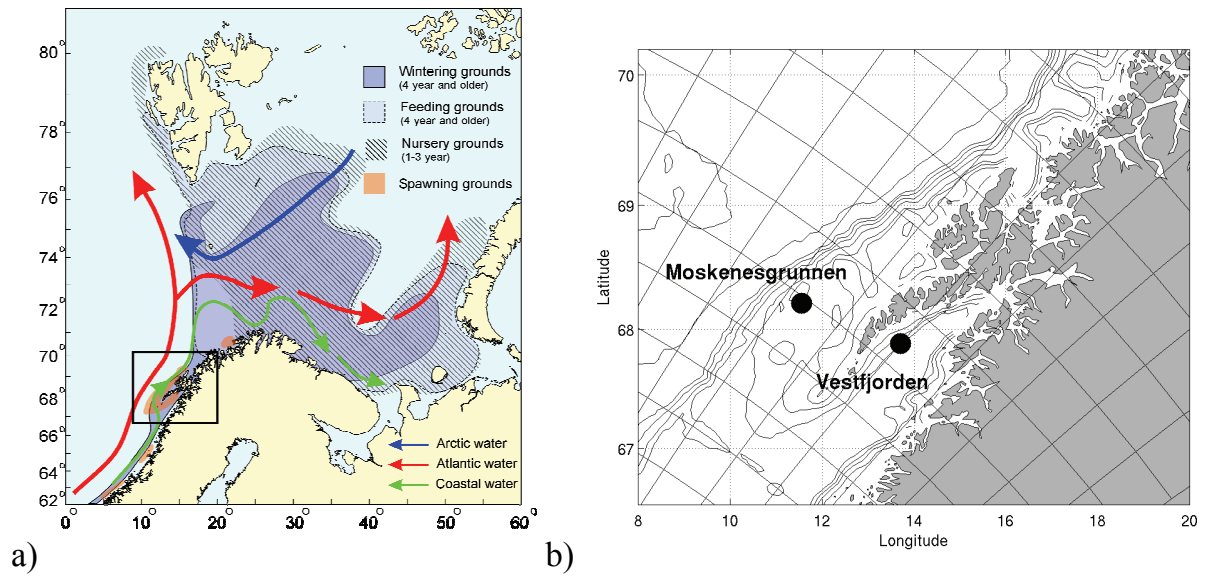 80°
78°
76°
74°
72°
70°
68°
66°
64°
62°
0°
10°
20°
30°
40°
50°
60°
Wintering grounds
(4 year and older)
Feeding grounds
(4 year and older)
Nursery grounds
(1-3 year)
Spawning grounds
Arctic water
Atlantic water
Coastal water
a)
70
69
68
67
Latitude
Moskenesgrunnen
Vestfjorden
8
10
12
14
16
18
20
Longitude
b)